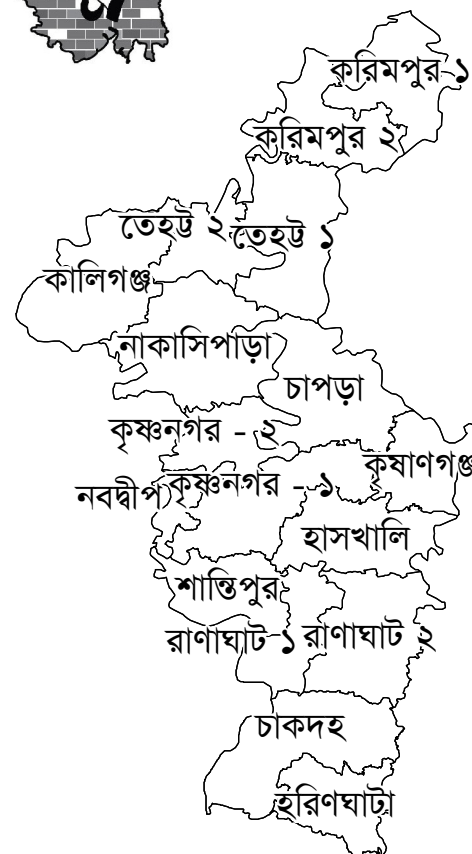 করিমপুর-১
করিমপুর ২
তেহট্ট ২
তেহট্ট ১
কালিগঞ্জ
নাকাসিপাড়া
চাপড়া
কৃষ্ণনগর - ২
কৃষাণগঞ্জ
নবদ্বীপ
কৃষ্ণনগর - ১
হাসখালি
শান্তিপুর
রাণাঘাট ১
রাণাঘাট ২
চাকদহ
হরিণঘাটা